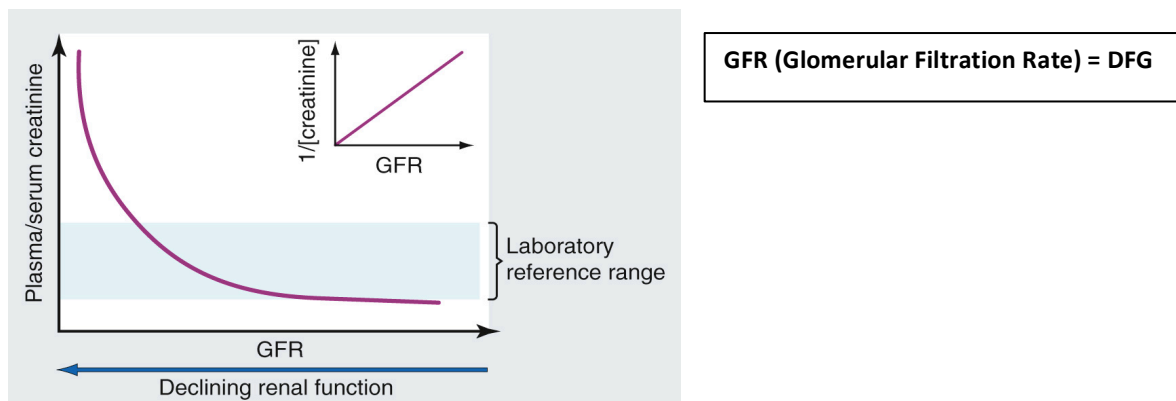 Plasma/serum creatinine
1/[creatinine]
GFR
Laboratory
reference range
GFR
Declining renal function
GFR (Glomerular Filtration Rate) = DFG